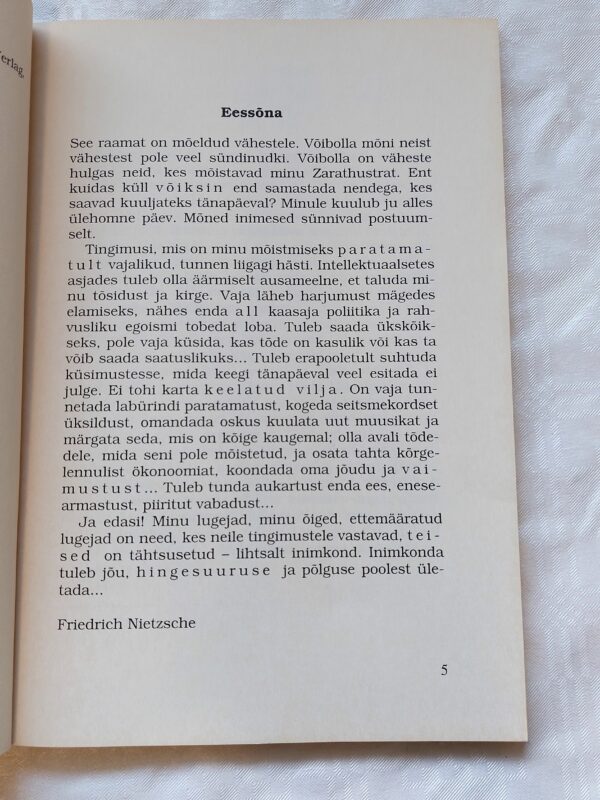 erlag,
Eessõna
See raamat on mõeldud vähestele. Võibolla mõni neist
vähestest pole veel sündinudki. Võibolla on väheste
hulgas neid, kes mõistavad minu Zarathustrat. Ent
kuidas küll võiksin end samastada nendega, kes
saavad kuuljateks tänapäeval? Minule kuulub ju alles
ülehomne päev. Mõned inimesed sünnivad postuum-
selt.
Tingimusi, mis on minu mõistmiseks paratama-
tult vajalikud, tunnen liigagi hästi. Intellektuaalsetes
asjades tuleb olla äärmiselt ausameelne, et taluda mi-
nu tõsidust ja kirge. Vaja läheb harjumust mägedes
elamiseks, nähes enda all kaasaja poliitika ja rah-
vusliku egoismi tobedat loba. Tuleb saada ükskõik-
seks, pole vaja küsida, kas tõde on kasulik või kas ta
võib saada saatuslikuks... Tuleb erapooletult suhtuda
küsimustesse, mida keegi tänapäeval veel esitada ei
julge. Ei tohi karta keelatud vilja. On vaja tun-
netada labürindi paratamatust, kogeda seitsmekordset
üksildust, omandada oskus kuulata uut muusikat ja
märgata seda, mis on kõige kaugemal; olla avali tõde-
dele, mida seni pole mõistetud, ja osata tahta kõrge-
lennulist ökonoomiat, koondada oma jõudu ja vai-
mustust... Tuleb tunda aukartust enda ees, enese-
armastust, piiritut vabadust...
Ja edasi! Minu lugejad, minu õiged, ettemääratud
lugejad on need, kes neile tingimustele vastavad, tei-
sed on tähtsusetud – lihtsalt inimkond. Inimkonda
tuleb jõu, hingesuuruse ja põlguse poolest üle-
tada...
Friedrich Nietzsche
5